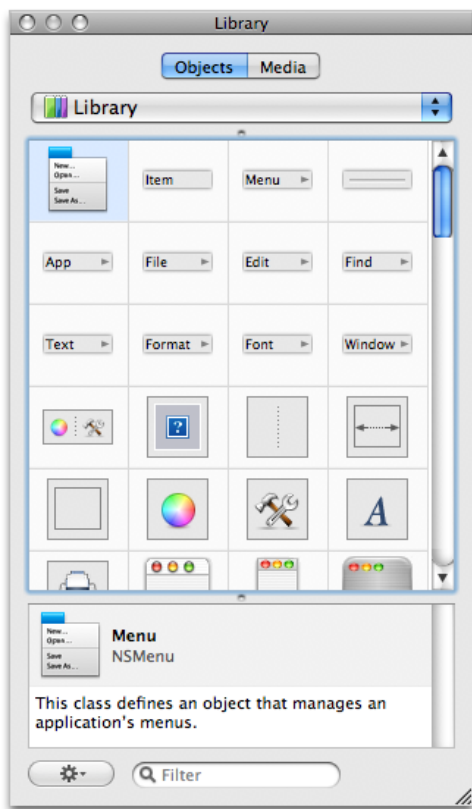 Library
Objects Media
Library
New...
Open...
Save
Save As...
Item Menu
App File Edit Find
Text Format Font Window
?
A
New...
Open...
Save
Save As...
Menu
NSMenu
This class defines an object that manages an
application's menus.
Filter